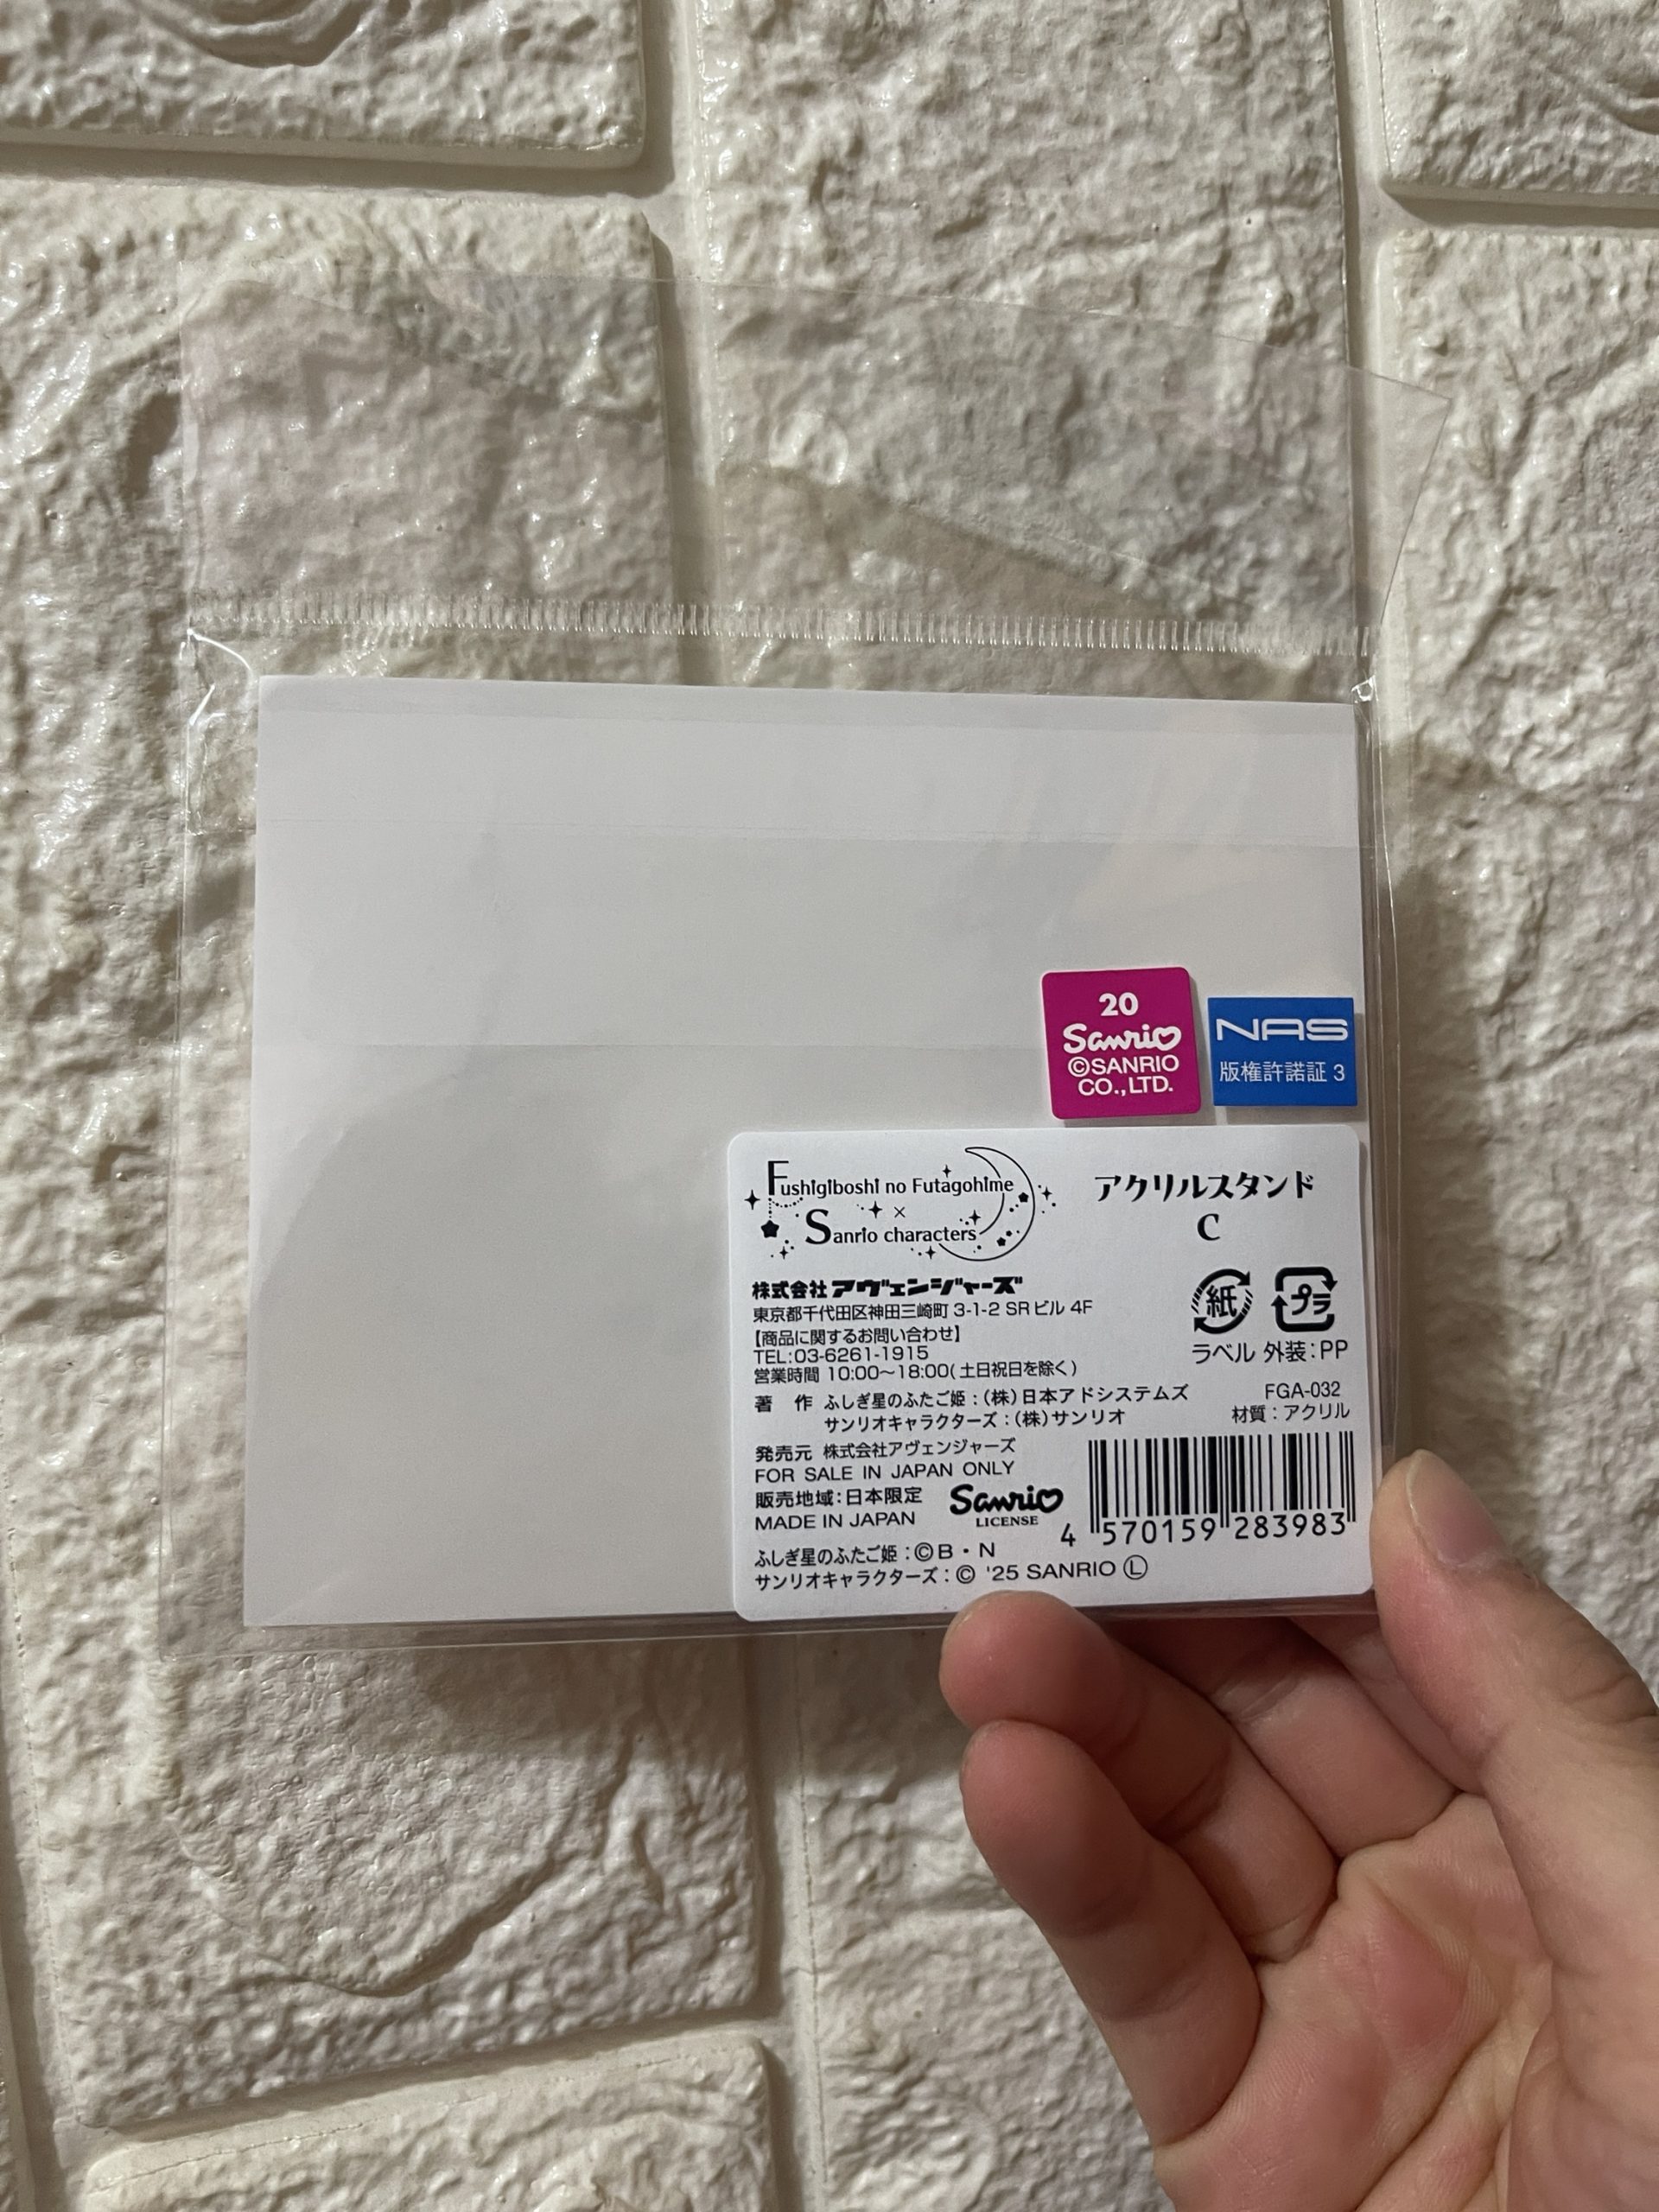 20
Sanrio
©SANRIO
CO.,LTD.
NAS
版権許諾証 3
Fushigiboshi no Futagohime
×
Sanrio characters
アクリルスタンド
C
株式会社アヴェンジャーズ
東京都千代田区神田三崎町 3-1-2 SRビル 4F
【商品に関するお問い合わせ】
TEL:03-6261-1915
営業時間 10:00〜18:00(土日祝日を除く)
紙
プラ
ラベル 外装:PP
著 作 ふしぎ星のふたご姫:(株)日本アドシステムズ
サンリオキャラクターズ:(株)サンリオ
FGA-032
材質:アクリル
発売元 株式会社アヴェンジャーズ
FOR SALE IN JAPAN ONLY
販売地域:日本限定
MADE IN JAPAN
Sanrio
LICENSE
4 570159 283983
ふしぎ星のふたご姫:©B・N
サンリオキャラクターズ:© '25 SANRIO Ⓛ